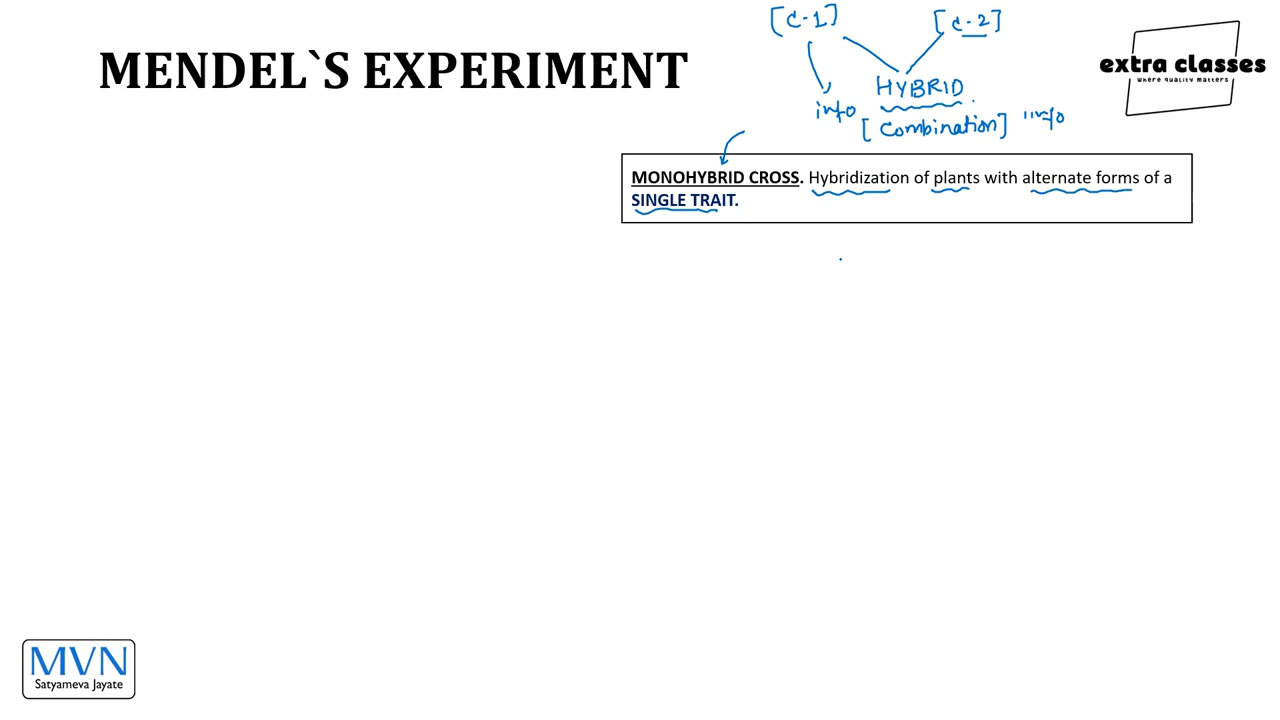 [C-1] [C-2]
MENDEL`S EXPERIMENT
extra classes
where quality matters
HYBRID
info [Combination] info
MONOHYBRID CROSS. Hybridization of plants with alternate forms of a
SINGLE TRAIT.
MVN
Satyameva Jayate